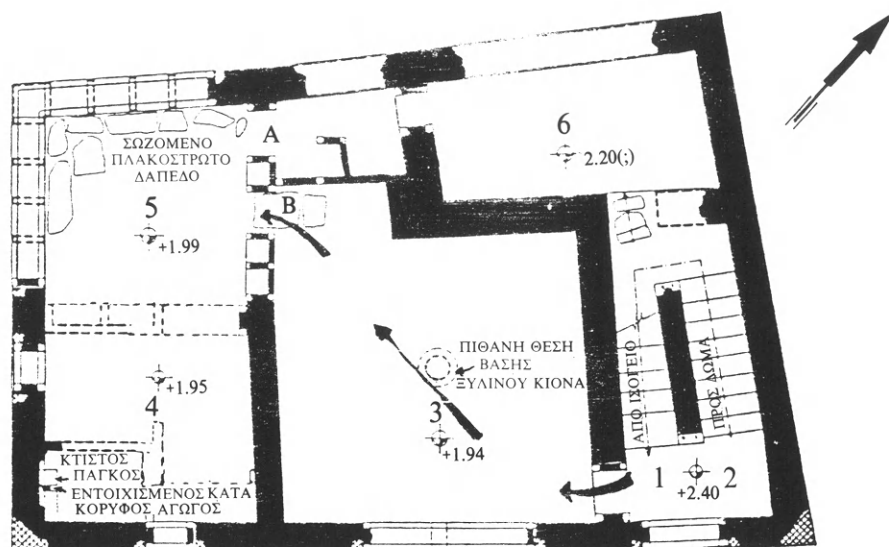 A
6
2.20(;)
ΣΩΖΟΜΕΝΟ
ΠΛΑΚΟΣΤΡΩΤΟ
ΔΑΠΕΔΟ
B
5
+1.99
ΠΙΘΑΝΗ ΘΕΣΗ
ΒΑΣΗΣ
ΞΥΛΙΝΟΥ ΚΙΟΝΑ
+1.95
4
3
+1.94
ΑΠΟ ΙΣΟΓΕΙΟ
ΠΡΟΣ ΔΩΜΑ
ΚΤΙΣΤΟΣ
ΠΑΓΚΟΣ
ΕΝΤΟΙΧΙΣΜΕΝΟΣ ΚΑΤΑ
ΚΟΡΥΦΟΣ ΑΓΩΓΟΣ
1
2
+2.40